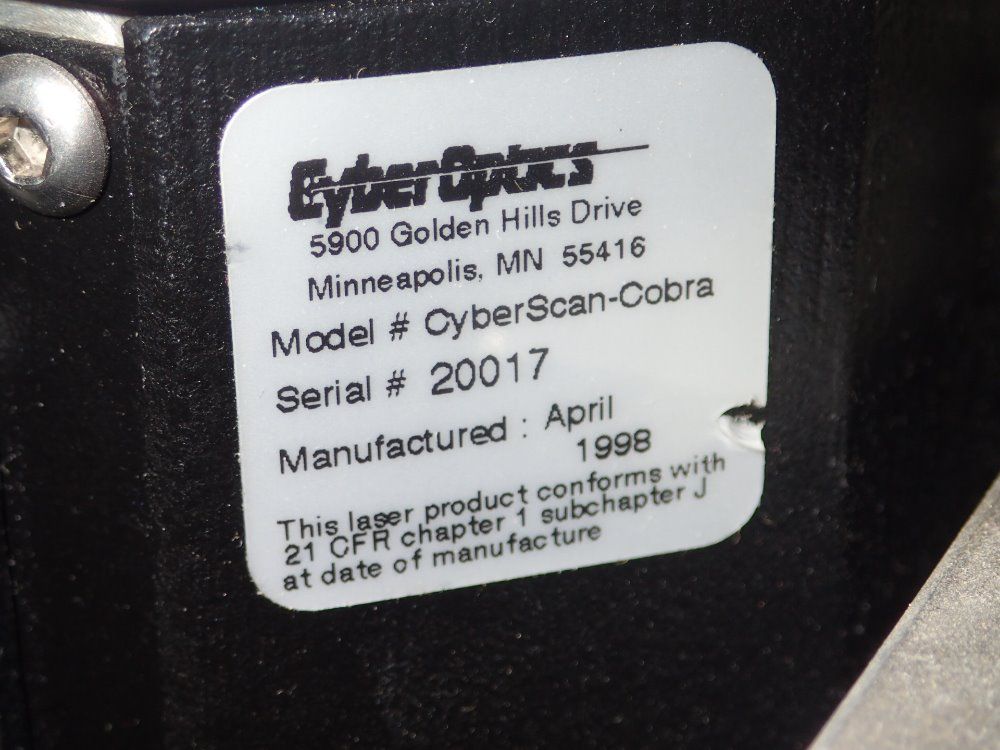 CyberOptics
5900 Golden Hills Drive
Minneapolis, MN 55416
Model # CyberScan-Cobra
Serial # 20017
Manufactured : April
1998
This laser product conforms with
21 CFR chapter 1 subchapter J
at date of manufacture